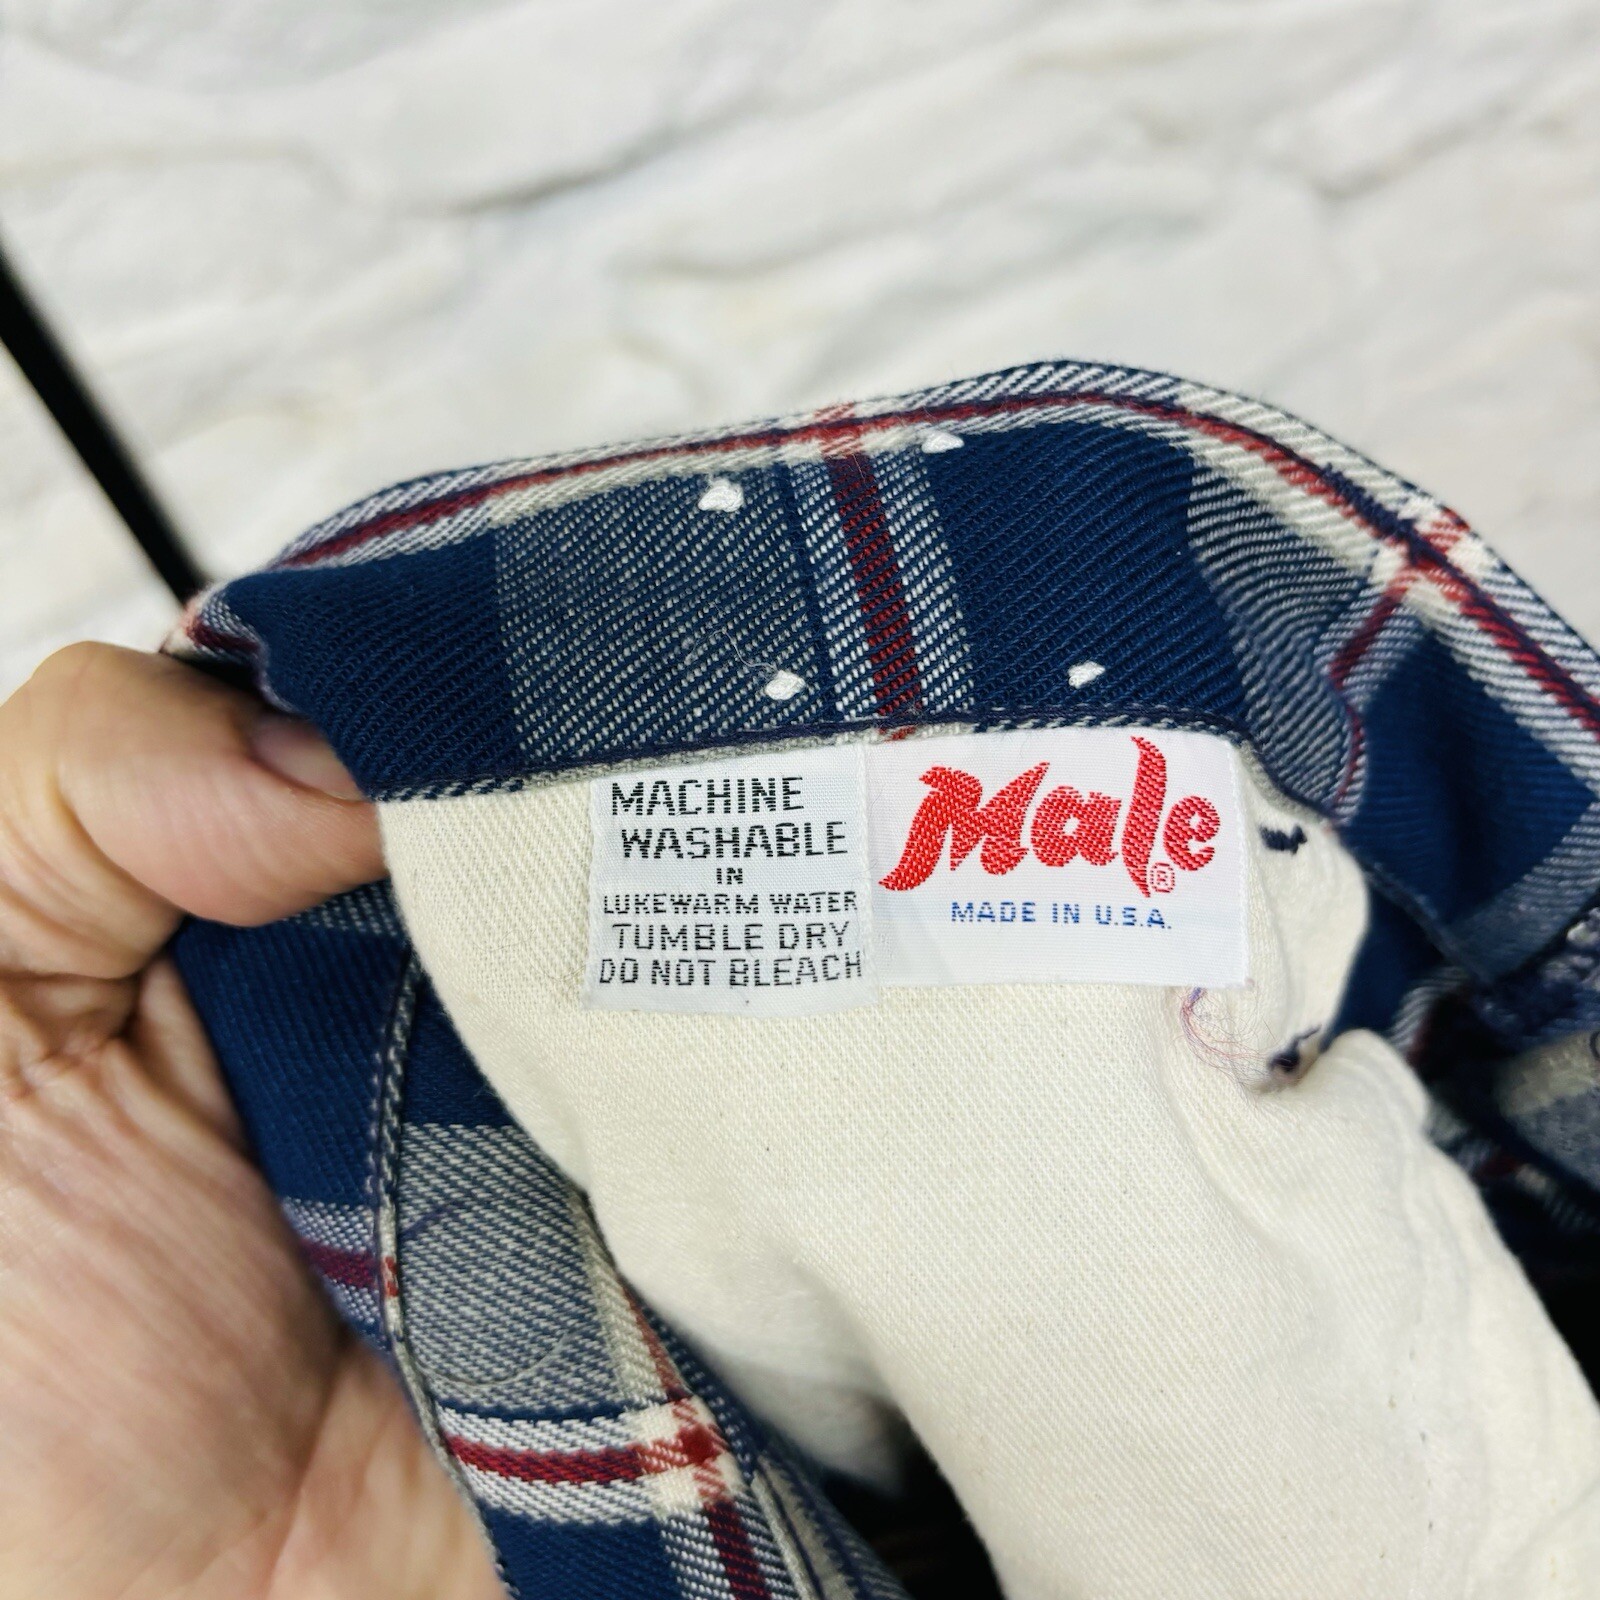 MACHINE
WASHABLE
IN
LUKEWARM WATER
TUMBLE DRY
DO NOT BLEACH
Male ®
MADE IN U.S.A.